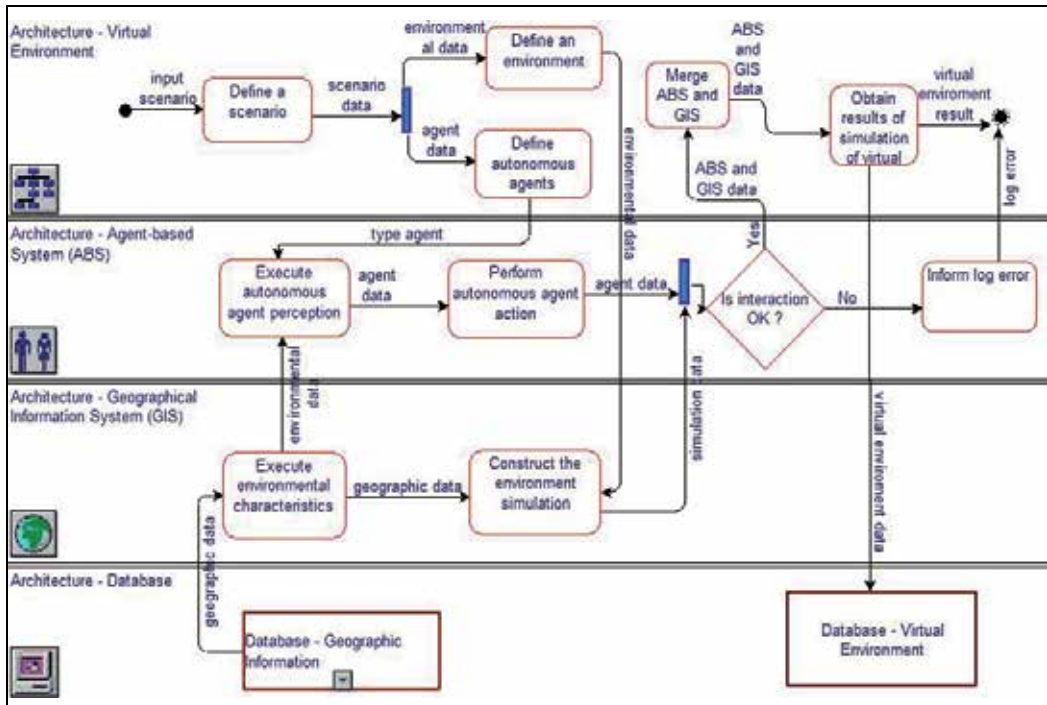 Architecture - Virtual
Environment
input
scenario
Define a
scenario
scenario
data
environment
al data
agent
data
Define an
environment
Define
autonomous
agents
environmental data
Merge
ABS and
GIS
ABS
and
GIS
data
Obtain
results of
simulation
of virtual
virtual
enviroment
result
ABS and
GIS data
log error
Architecture - Agent-based
System (ABS)
type agent
Execute
autonomous
agent perception
agent
data
Perform
autonomous agent
action
agent data
Yes
Is interaction
OK ?
No
Inform log error
Architecture - Geographical
Information System (GIS)
environmental
data
simulation data
Execute
environmental
characteristics
geographic data
Construct the
environment
simulation
virtual enviroment data
geographic data
Architecture - Database
Database - Geographic
Information
Database - Virtual
Environment